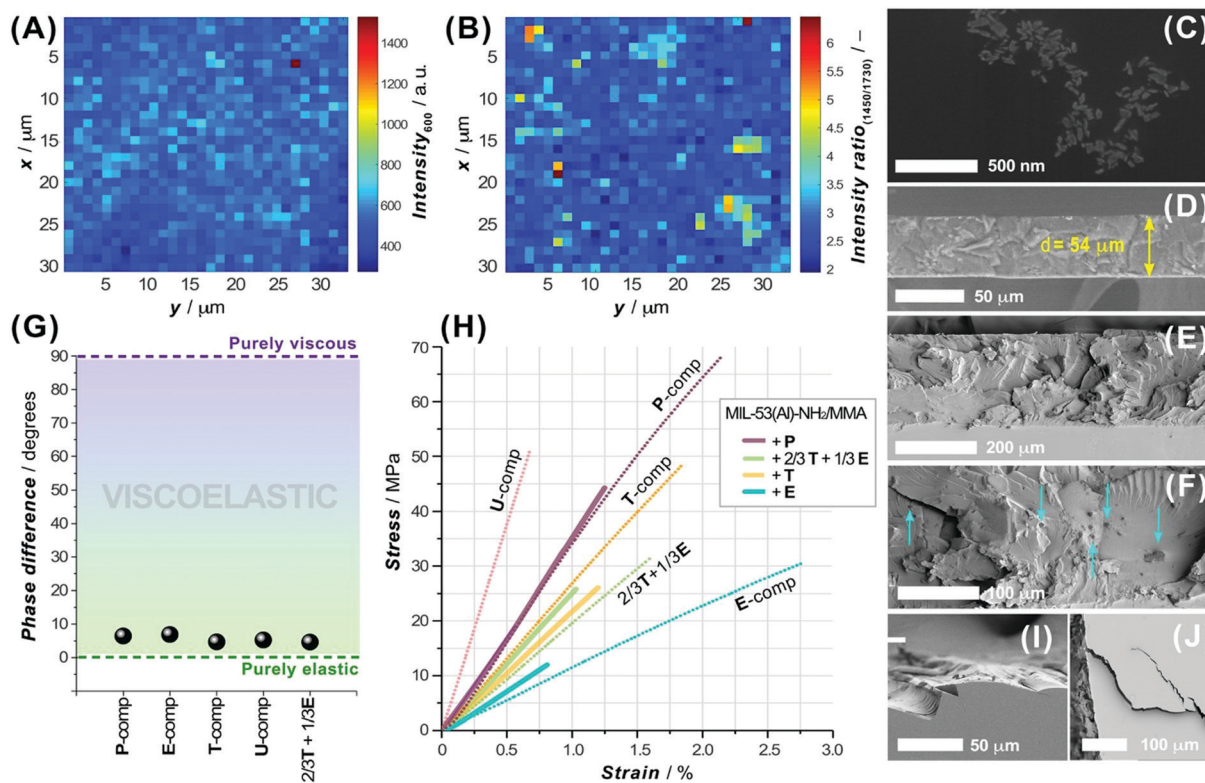 (A)
1400
1200
1000
800
600
400
Intensity600 / a. u.
5
10
15
20
25
30
x / μm
5 10 15 20 25 30
y / μm
(B)
6
5.5
5
4.5
4
3.5
3
2.5
2
Intensity ratio(1450/1730) / –
5
10
15
20
25
30
x / μm
5 10 15 20 25 30
y / μm
(C)
500 nm
(D)
d = 54 μm
50 μm
(E)
200 μm
(F)
100 μm
(G)
Purely viscous
90
80
70
60
50
40
30
20
10
0
Phase difference / degrees
VISCOELASTIC
Purely elastic
P-comp
E-comp
T-comp
U-comp
2/3T + 1/3E
(H)
70
65
60
55
50
45
40
35
30
25
20
15
10
5
0
Stress / MPa
U-comp
P-comp
T-comp
2/3T+1/3E
E-comp
MIL-53(Al)-NH2/MMA
+ P
+ 2/3 T + 1/3 E
+ T
+ E
0 0.5 1.0 1.5 2.0 2.5 3.0
Strain / %
(I)
50 μm
(J)
100 μm